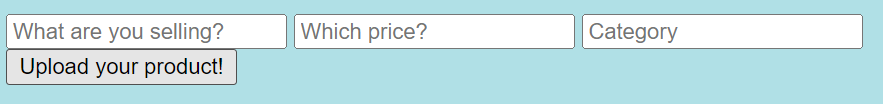 What are you selling? Which price? Category
Upload your product!